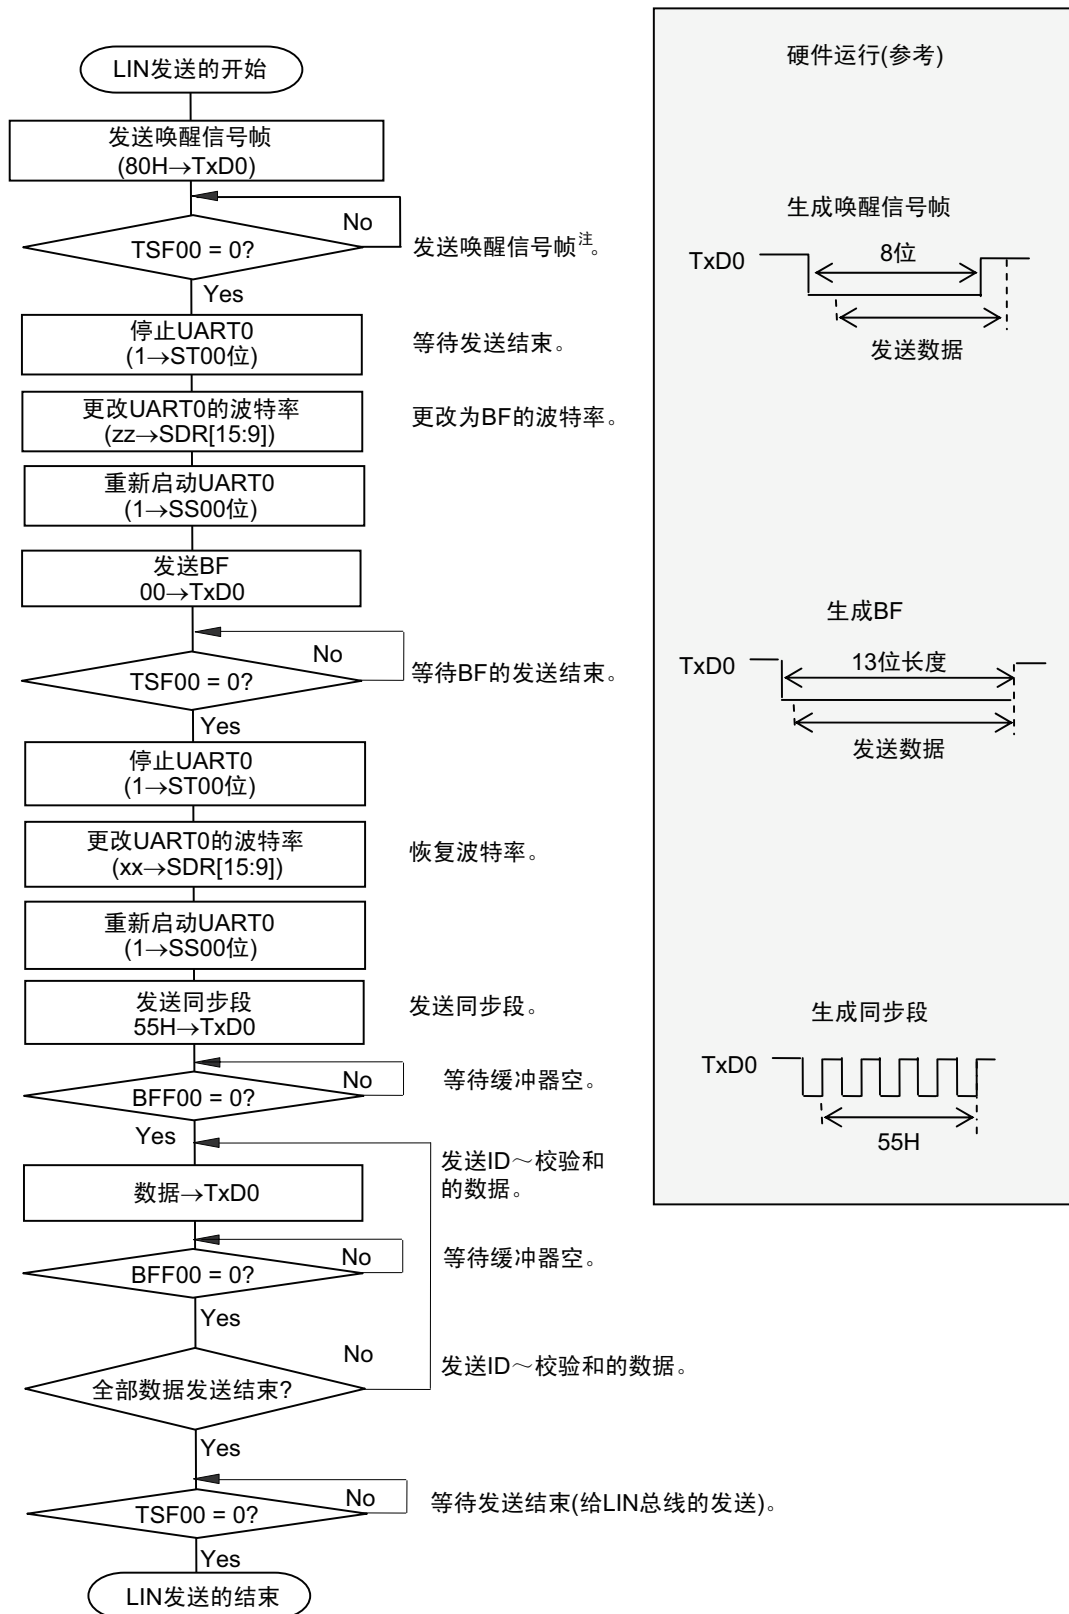 LIN发送的开始
发送唤醒信号帧
(80H→TxD0)
No
TSF00 = 0?
发送唤醒信号帧注。
Yes
停止UART0
(1→ST00位)
等待发送结束。
更改UART0的波特率
(zz→SDR[15:9])
更改为BF的波特率。
重新启动UART0
(1→SS00位)
发送BF
00→TxD0
No
TSF00 = 0?
等待BF的发送结束。
Yes
停止UART0
(1→ST00位)
更改UART0的波特率
(xx→SDR[15:9])
恢复波特率。
重新启动UART0
(1→SS00位)
发送同步段
55H→TxD0
发送同步段。
No
BFF00 = 0?
等待缓冲器空。
Yes
发送ID～校验和
的数据。
数据→TxD0
No
BFF00 = 0?
等待缓冲器空。
Yes
No
全部数据发送结束?
发送ID～校验和的数据。
Yes
No
TSF00 = 0?
等待发送结束(给LIN总线的发送)。
Yes
LIN发送的结束
硬件运行(参考)
生成唤醒信号帧
TxD0
8位
发送数据
生成BF
TxD0
13位长度
发送数据
生成同步段
TxD0
55H